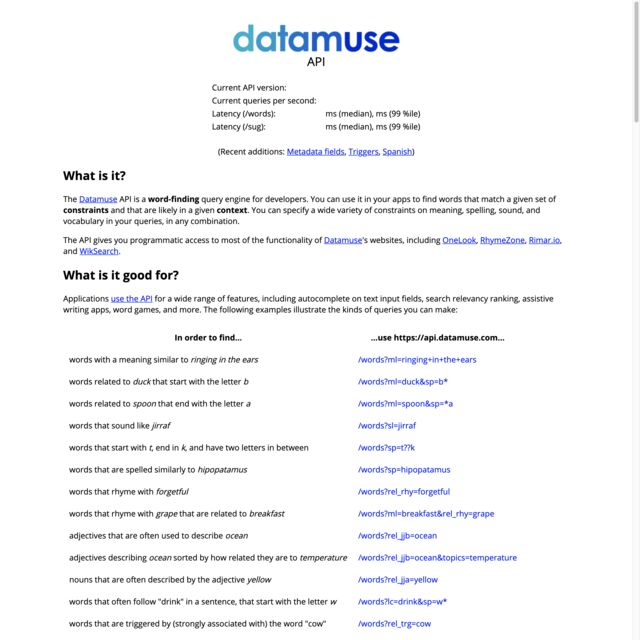 datamuse
API
Current API version:
Current queries per second:
Latency (/words): ms (median), ms (99 %ile)
Latency (/sug): ms (median), ms (99 %ile)
(Recent additions: Metadata fields, Triggers, Spanish)
What is it?
The Datamuse API is a word-finding query engine for developers. You can use it in your apps to find words that match a given set of
constraints and that are likely in a given context. You can specify a wide variety of constraints on meaning, spelling, sound, and
vocabulary in your queries, in any combination.
The API gives you programmatic access to most of the functionality of Datamuse's websites, including OneLook, RhymeZone, Rimar.io,
and WikSearch.
What is it good for?
Applications use the API for a wide range of features, including autocomplete on text input fields, search relevancy ranking, assistive
writing apps, word games, and more. The following examples illustrate the kinds of queries you can make:
In order to find... ...use https://api.datamuse.com...
words with a meaning similar to ringing in the ears /words?ml=ringing+in+the+ears
words related to duck that start with the letter b /words?ml=duck&sp=b*
words related to spoon that end with the letter a /words?ml=spoon&sp=*a
words that sound like jirraf /words?sl=jirraf
words that start with t, end in k, and have two letters in between /words?sp=t??k
words that are spelled similarly to hipopatamus /words?sp=hipopatamus
words that rhyme with forgetful /words?rel_rhy=forgetful
words that rhyme with grape that are related to breakfast /words?ml=breakfast&rel_rhy=grape
adjectives that are often used to describe ocean /words?rel_jjb=ocean
adjectives describing ocean sorted by how related they are to temperature /words?rel_jjb=ocean&topics=temperature
nouns that are often described by the adjective yellow /words?rel_jja=yellow
words that often follow "drink" in a sentence, that start with the letter w /words?lc=drink&sp=w*
words that are triggered by (strongly associated with) the word "cow" /words?rel_trg=cow